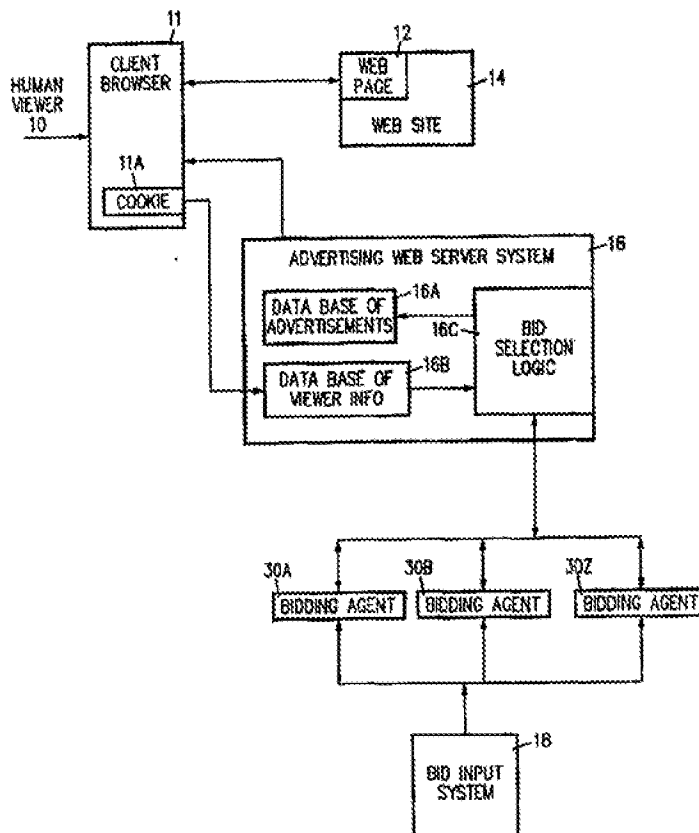 11
CLIENT
BROWSER
HUMAN
VIEWER
10
11A
COOKIE
12
WEB
PAGE
14
WEB SITE
16
ADVERTISING WEB SERVER SYSTEM
16A
DATA BASE OF
ADVERTISEMENTS
16C
BID
SELECTION
LOGIC
16B
DATA BASE OF
VIEWER INFO
30A
BIDDING AGENT
30B
BIDDING AGENT
30Z
BIDDING AGENT
18
BID INPUT
SYSTEM